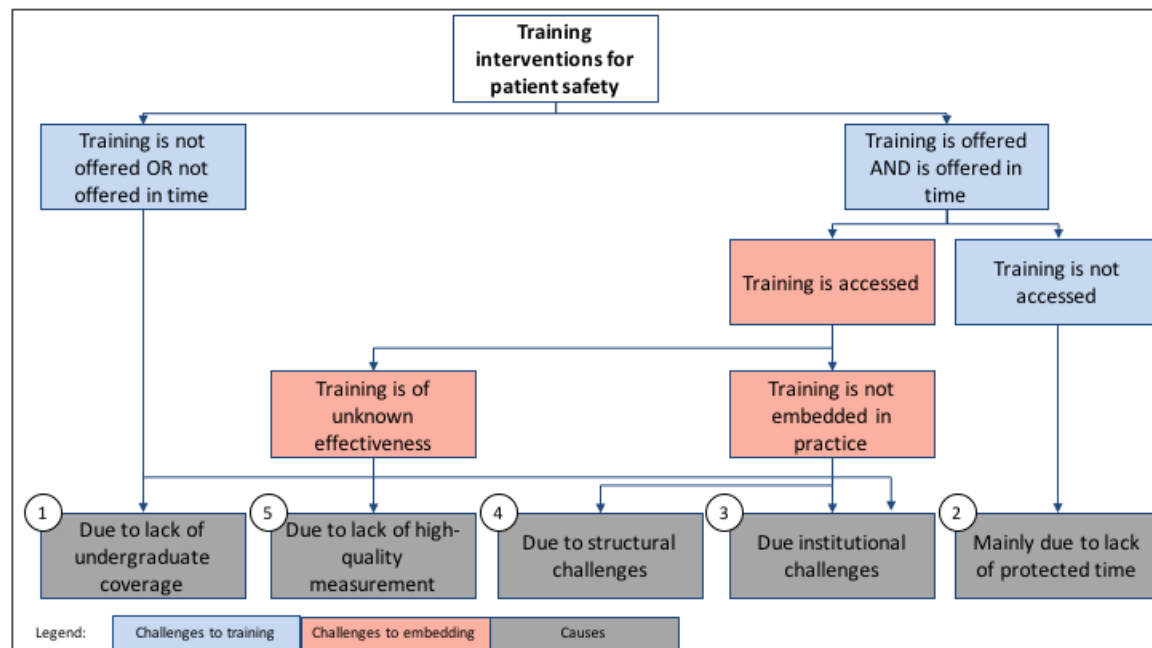 Training
interventions for
patient safety
Training is not
offered OR not
offered in time
Training is offered
AND is offered in
time
Training is accessed
Training is not
accessed
Training is of
unknown
effectiveness
Training is not
embedded in
practice
1
Due to lack of
undergraduate
coverage
5
Due to lack of high-
quality
measurement
4
Due to structural
challenges
3
Due institutional
challenges
2
Mainly due to lack
of protected time
Legend:
Challenges to training
Challenges to embedding
Causes